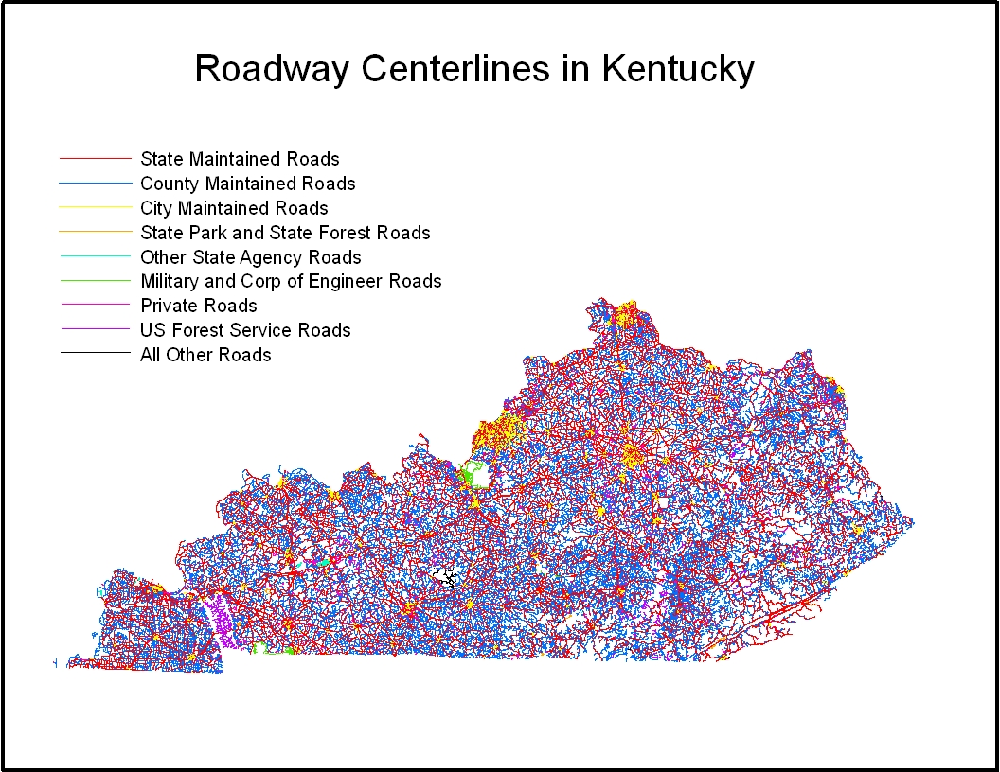 Roadway Centerlines in Kentucky
State Maintained Roads
County Maintained Roads
City Maintained Roads
State Park and State Forest Roads
Other State Agency Roads
Military and Corp of Engineer Roads
Private Roads
US Forest Service Roads
All Other Roads